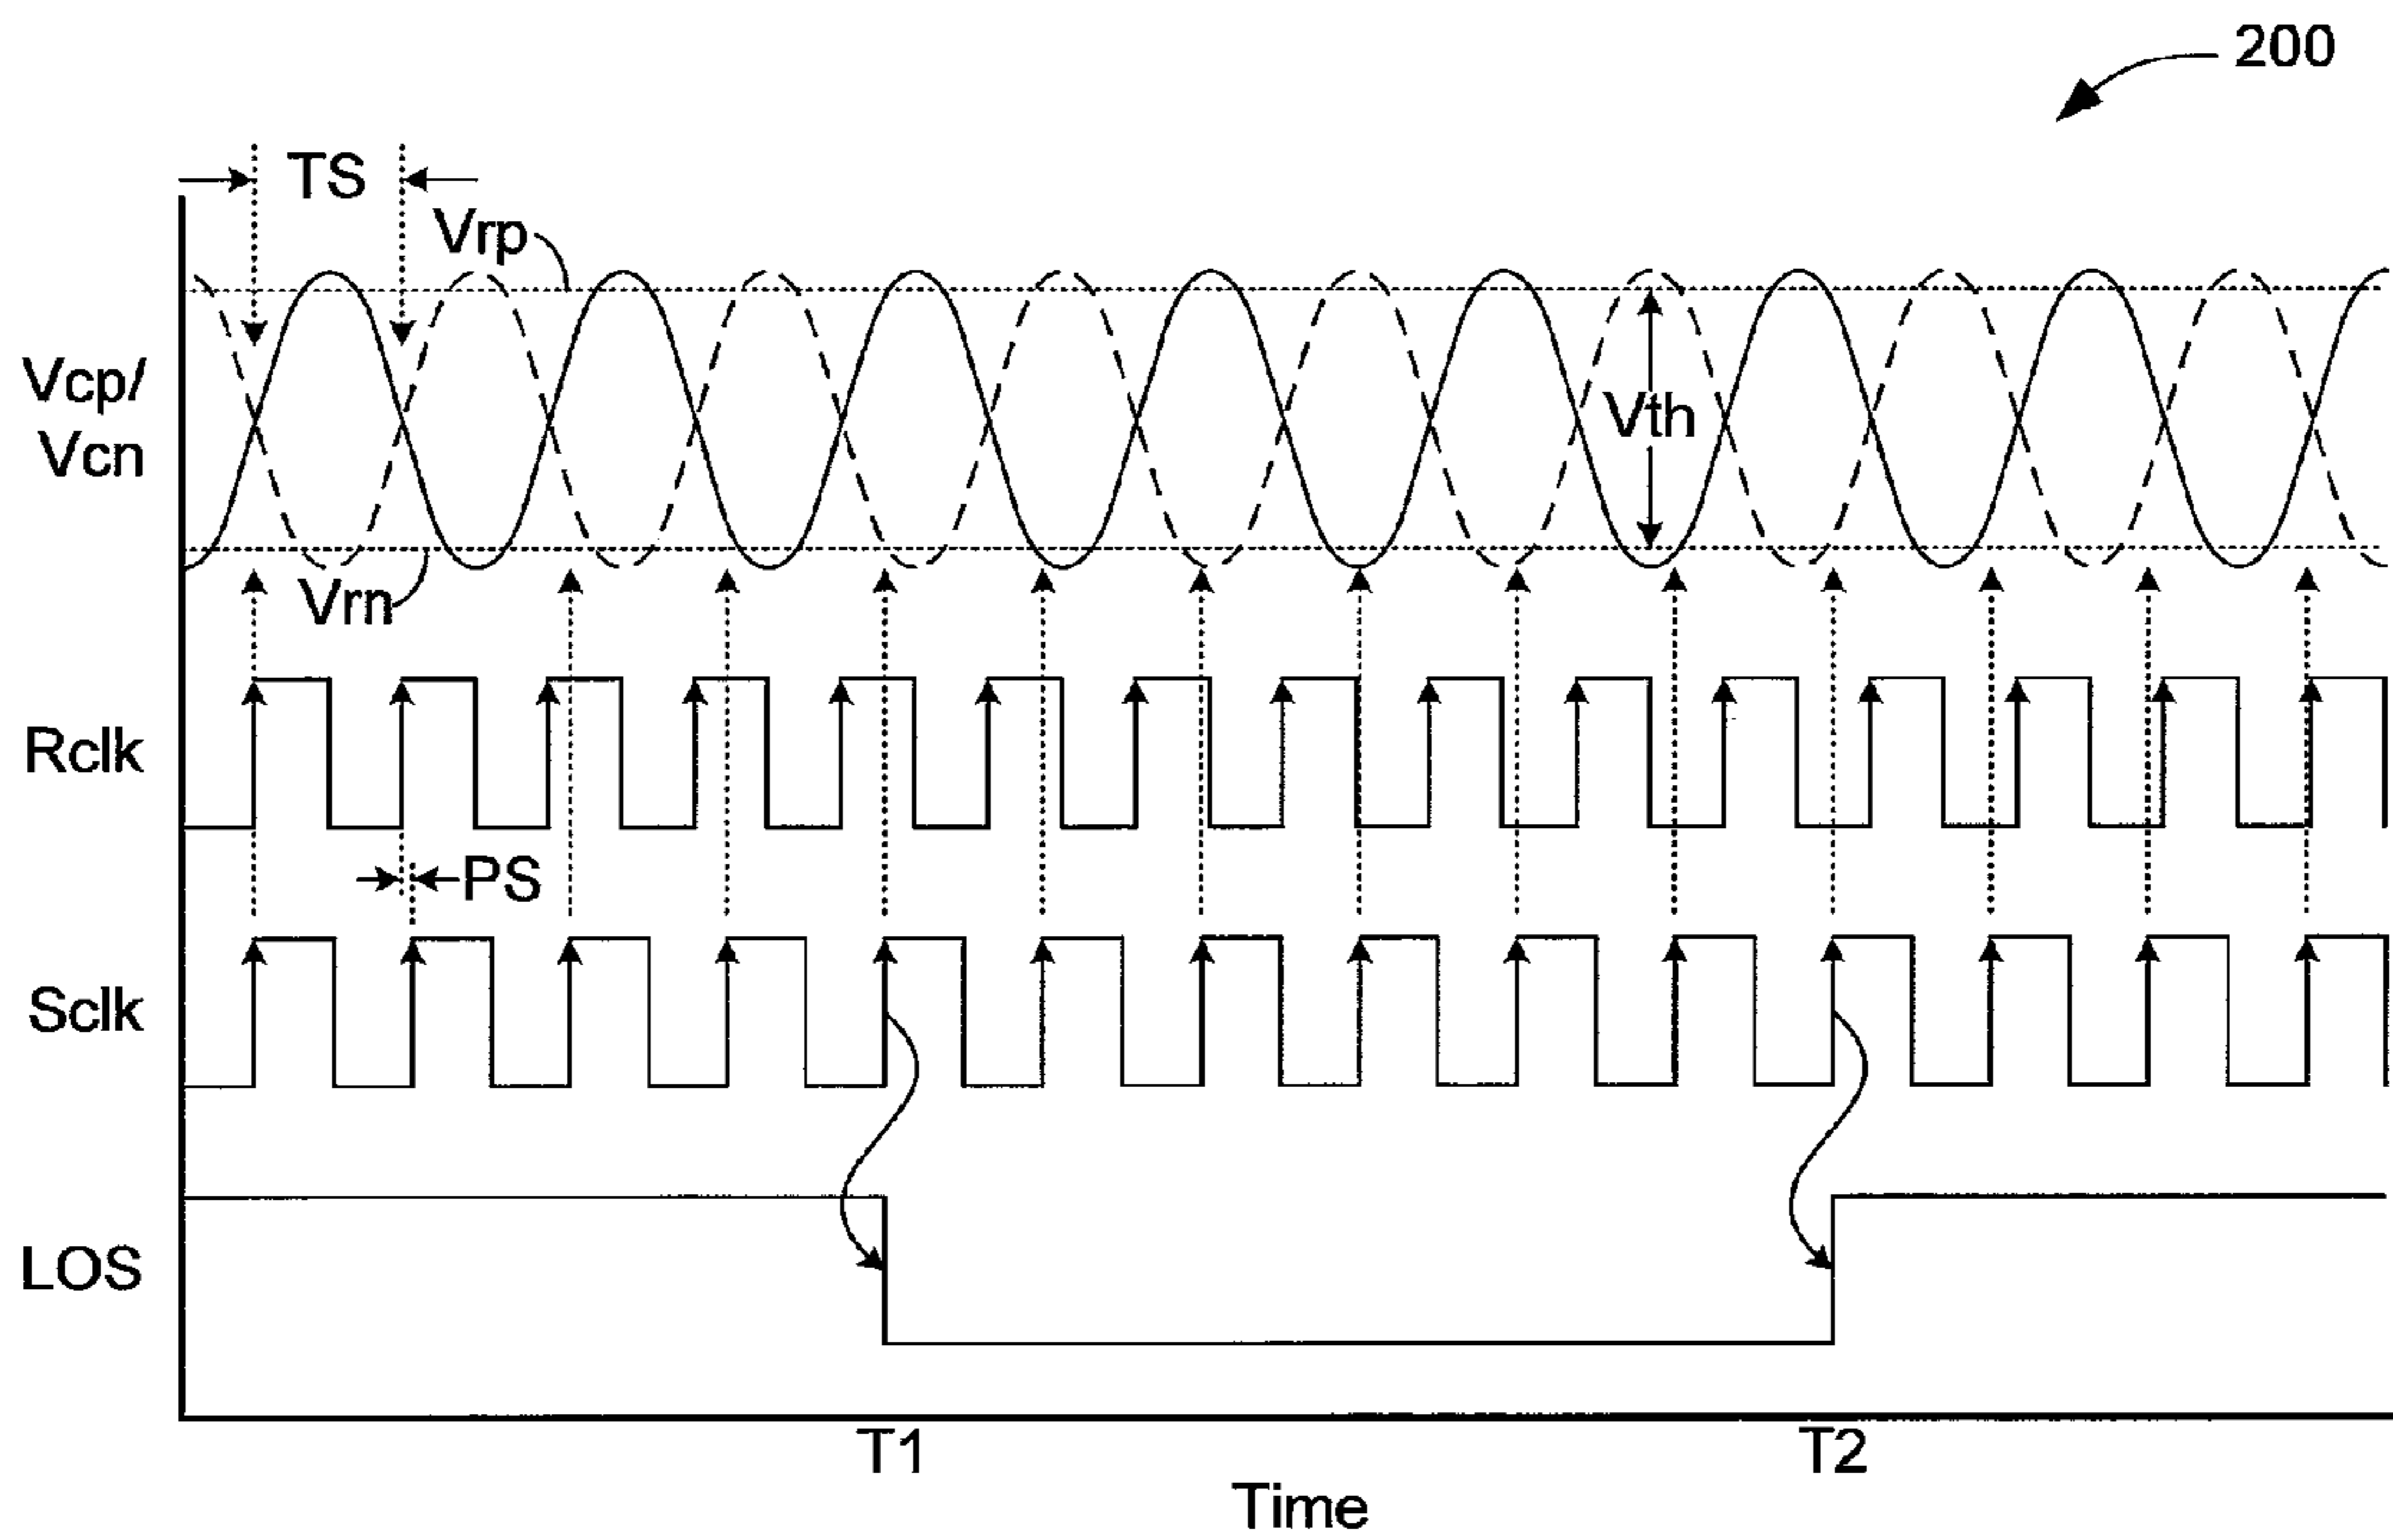 200
TS
Vrp
Vcp/
Vcn
Vth
Vrn
Rclk
PS
Sclk
LOS
T1
T2
Time